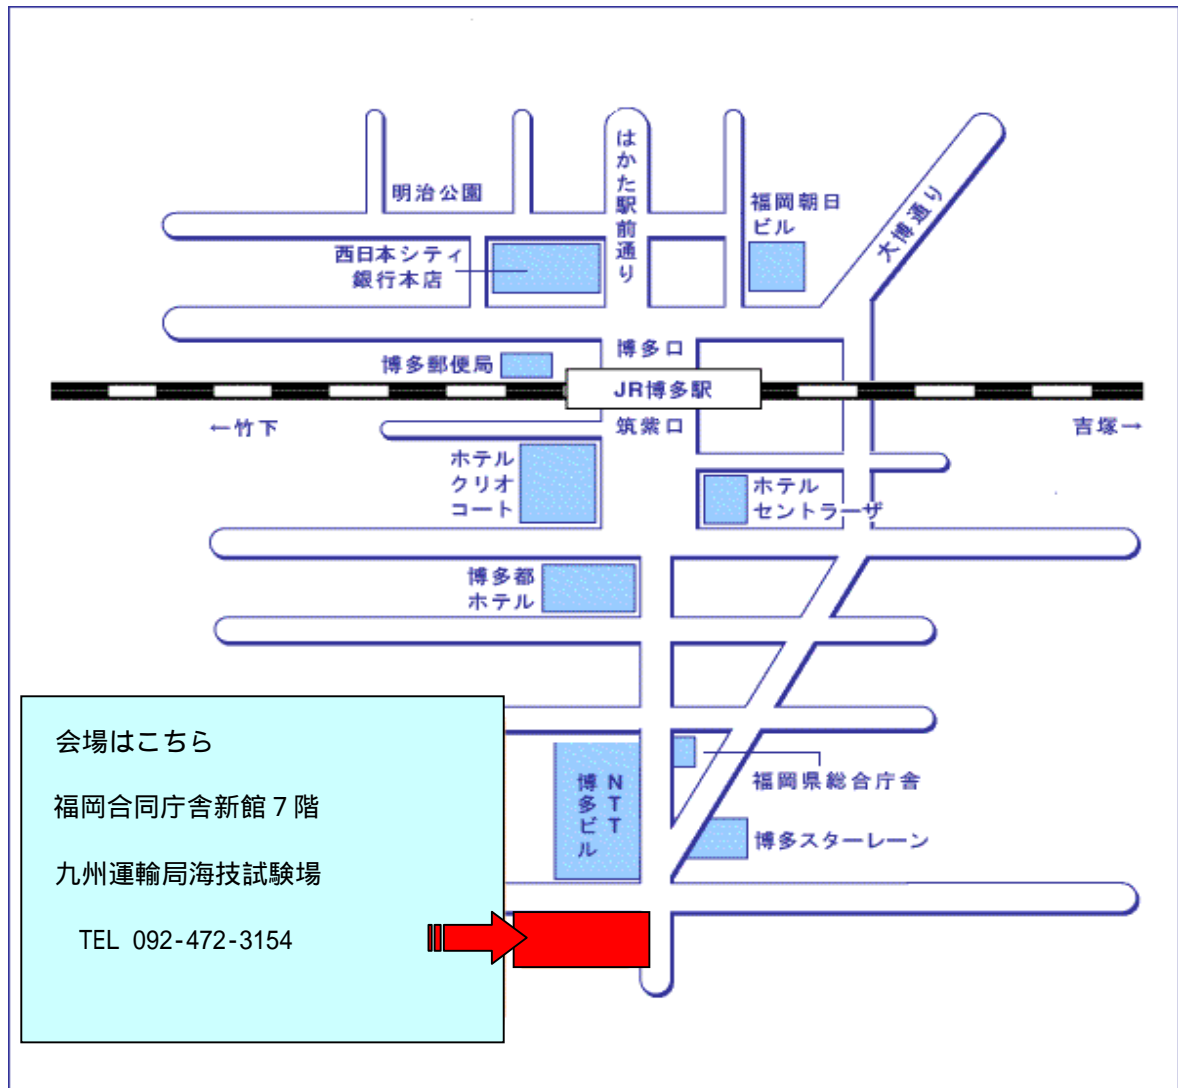 はかた駅前通り
大博通り
明治公園
福岡朝日
ビル
西日本シティ
銀行本店
博多口
博多郵便局
JR博多駅
←竹下
筑紫口
吉塚→
ホテル
クリオ
コート
ホテル
セントラーザ
博多都
ホテル
会場はこちら
福岡合同庁舎新館７階
九州運輸局海技試験場
TEL 092-472-3154
NTT
博多ビル
福岡県総合庁舎
博多スターレーン